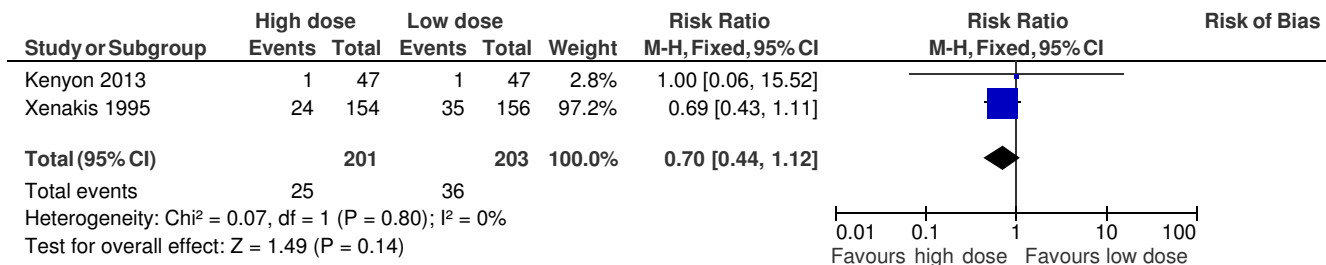 High dose Low dose Risk Ratio Risk Ratio Risk of Bias
Study or Subgroup Events Total Events Total Weight M-H, Fixed, 95% CI M-H, Fixed, 95% CI
Kenyon 2013 1 47 1 47 2.8% 1.00 [0.06, 15.52]
Xenakis 1995 24 154 35 156 97.2% 0.69 [0.43, 1.11]
Total (95% CI) 201 203 100.0% 0.70 [0.44, 1.12]
Total events 25 36
Heterogeneity: Chi² = 0.07, df = 1 (P = 0.80); I² = 0%
Test for overall effect: Z = 1.49 (P = 0.14)
0.01 0.1 1 10 100
Favours high dose Favours low dose